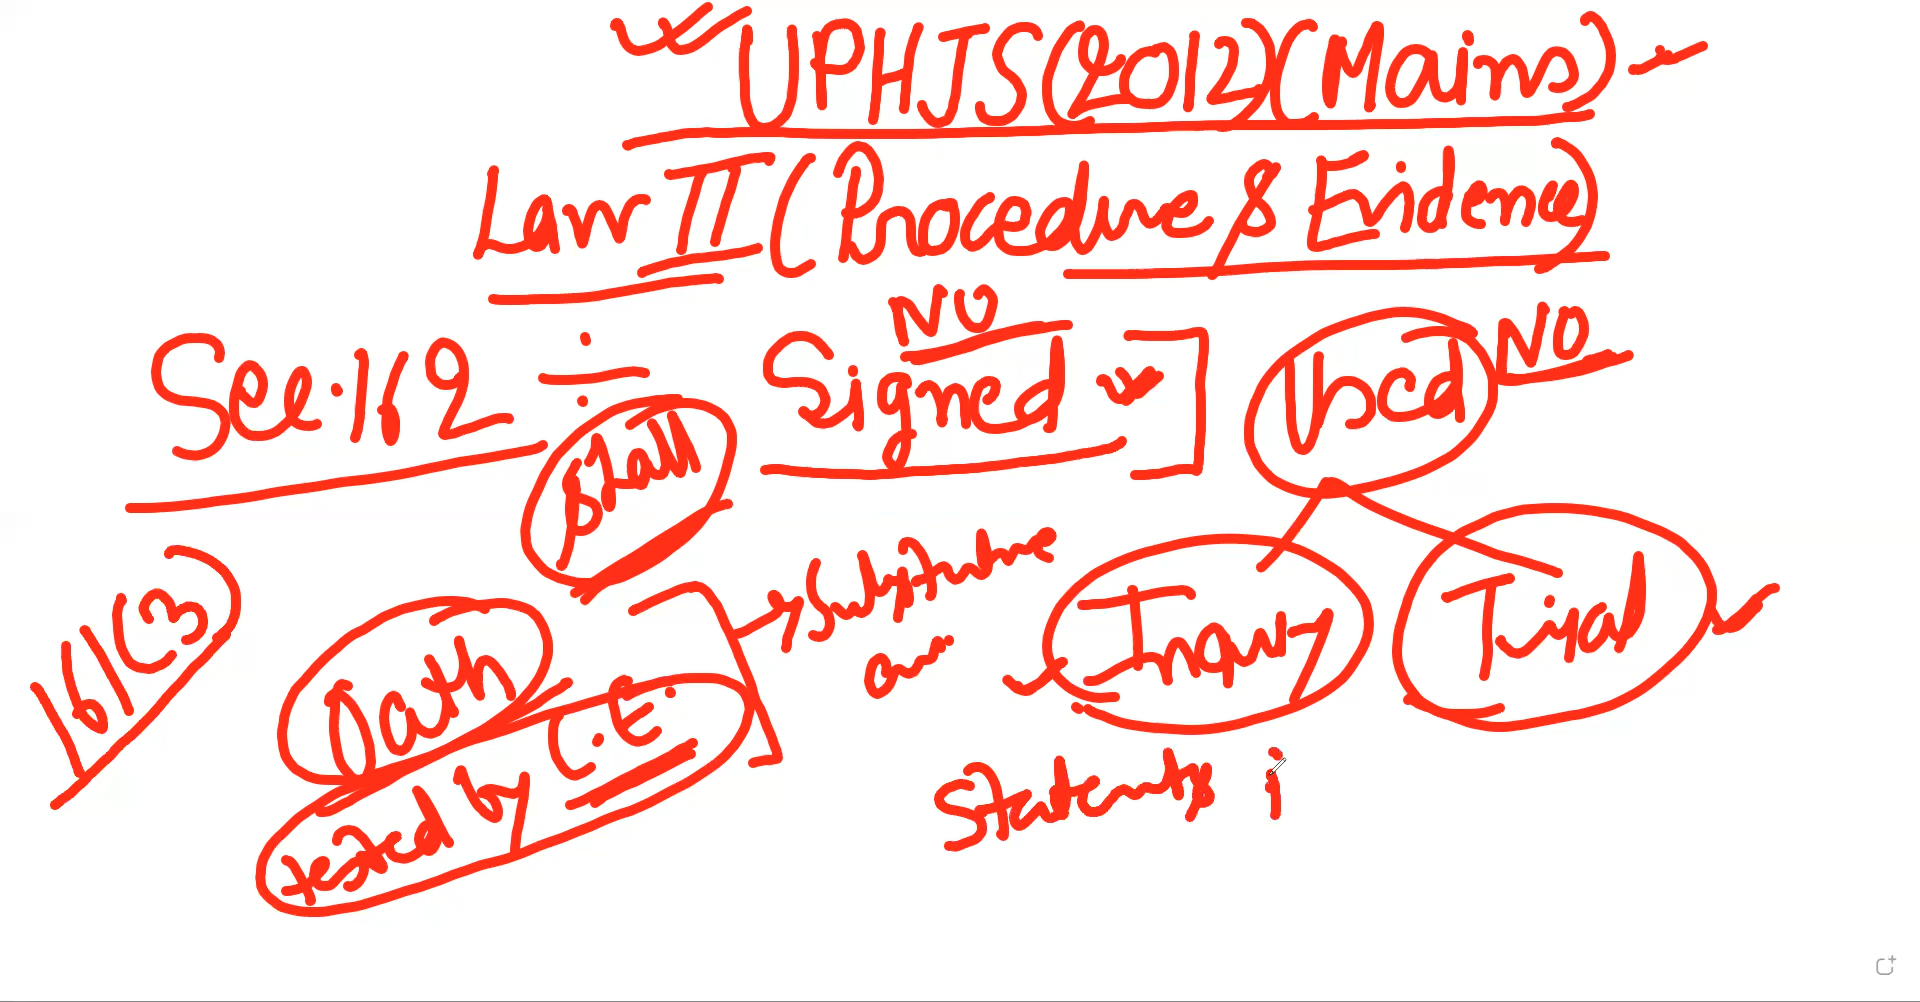 UPHJS (2012) (Mains)
Law II (Procedure & Evidence)
NO
Sec. 162 ÷ Signed Used NO
shall
161(3)
Oath
tested by C.E.
Substantive
Inquiry Trial
Statements i